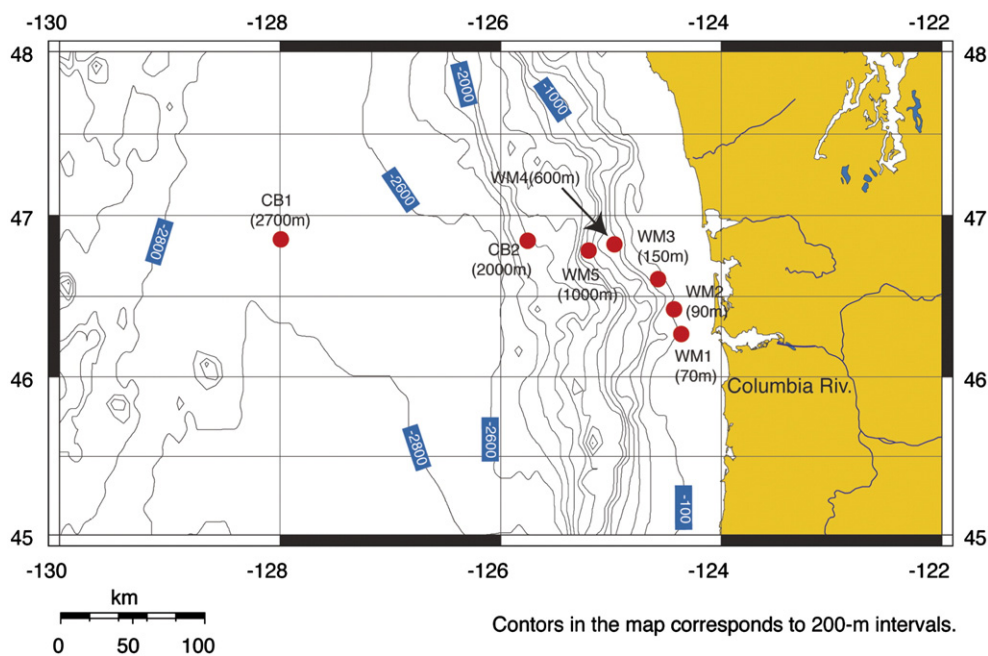 -130 -128 -126 -124 -122
48 48
-2000
-1000
-2600
WM4(600m)
47 47
CB1
(2700m)
-2800
CB2
(2000m)
WM3
(150m)
WM5
(1000m)
WM2
(90m)
WM1
(70m)
46 46
Columbia Riv.
-2800
-2600
-100
45 45
-130 -128 -126 -124 -122
km
0 50 100
Contors in the map corresponds to 200-m intervals.